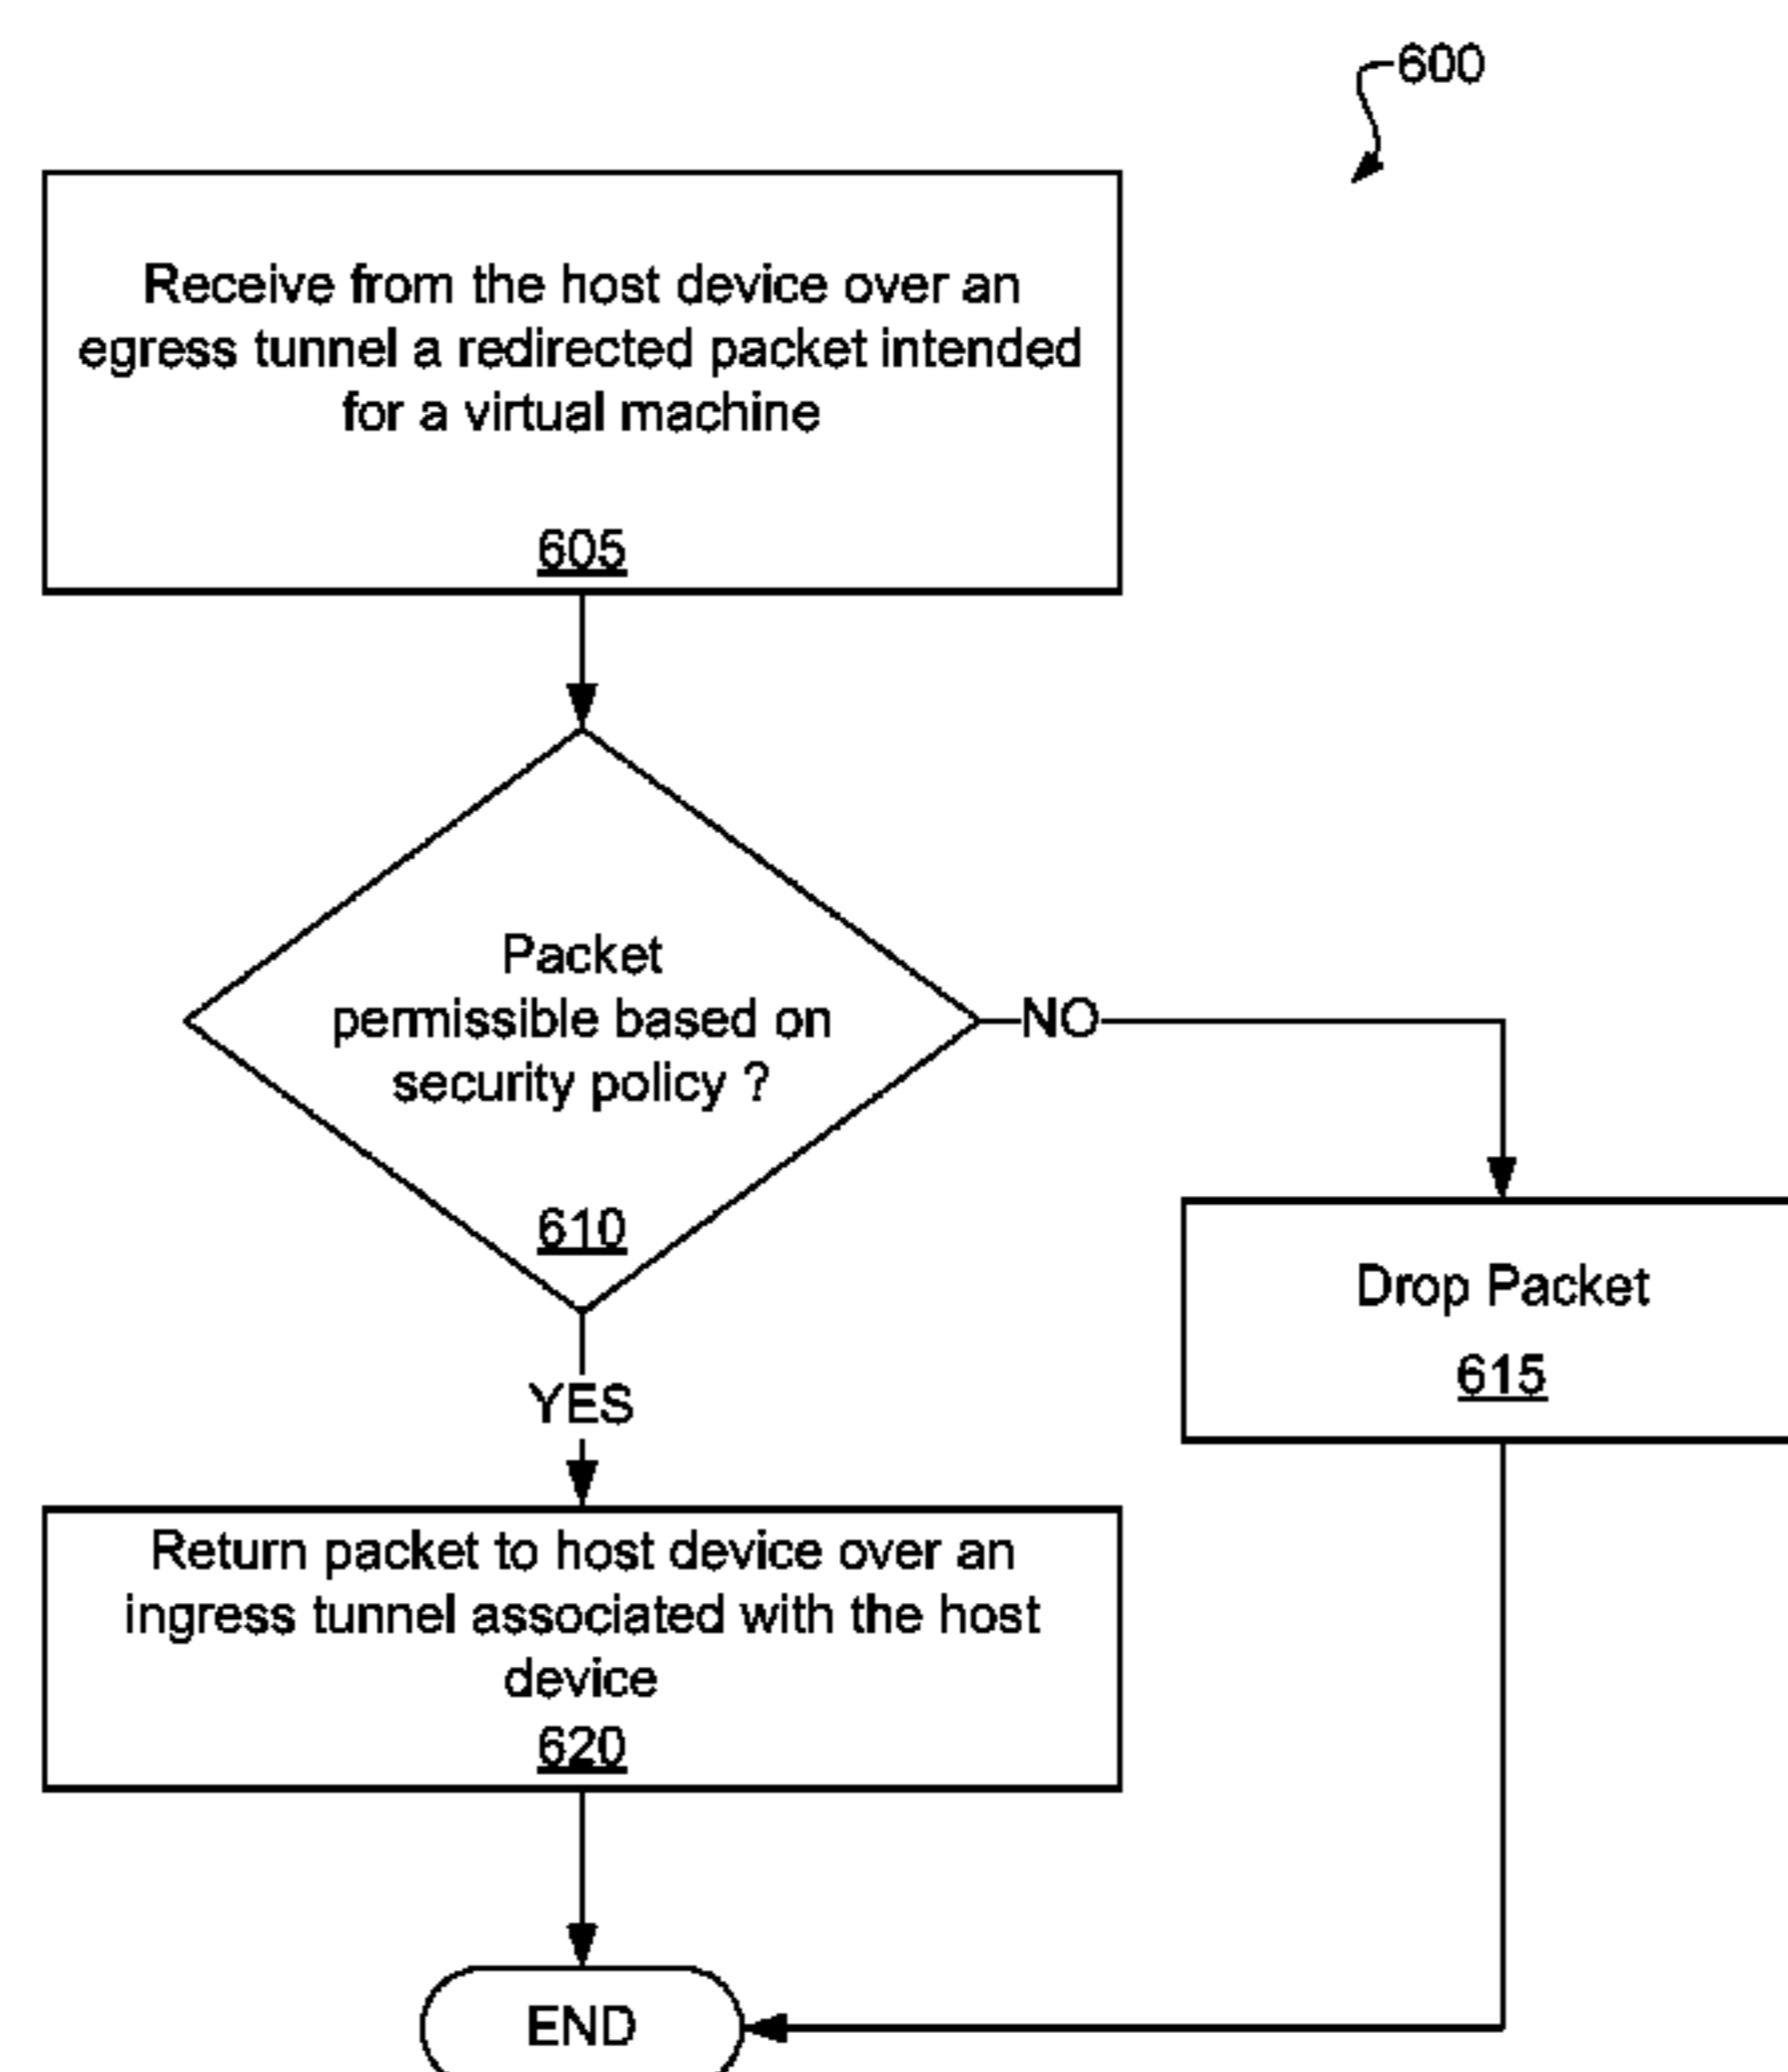 600
Receive from the host device over an
egress tunnel a redirected packet intended
for a virtual machine
605
Packet
permissible based on
security policy ?
610
NO
YES
Drop Packet
615
Return packet to host device over an
ingress tunnel associated with the host
device
620
END